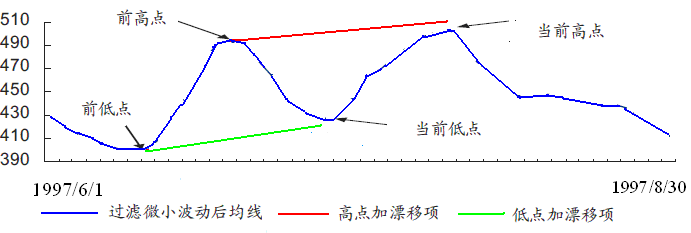 510
490
470
450
430
410
390
前高点
当前高点
前低点
当前低点
1997/6/1
1997/8/30
过滤微小波动后均线
高点加漂移项
低点加漂移项